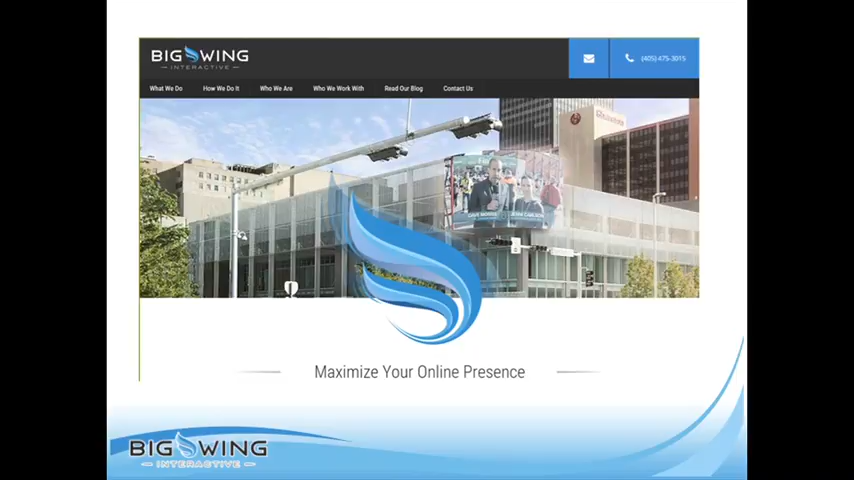 BIG WING
INTERACTIVE
(405) 475-3015
What We Do
How We Do It
Who We Are
Who We Work With
Read Our Blog
Contact Us
Maximize Your Online Presence
BIG WING
INTERACTIVE